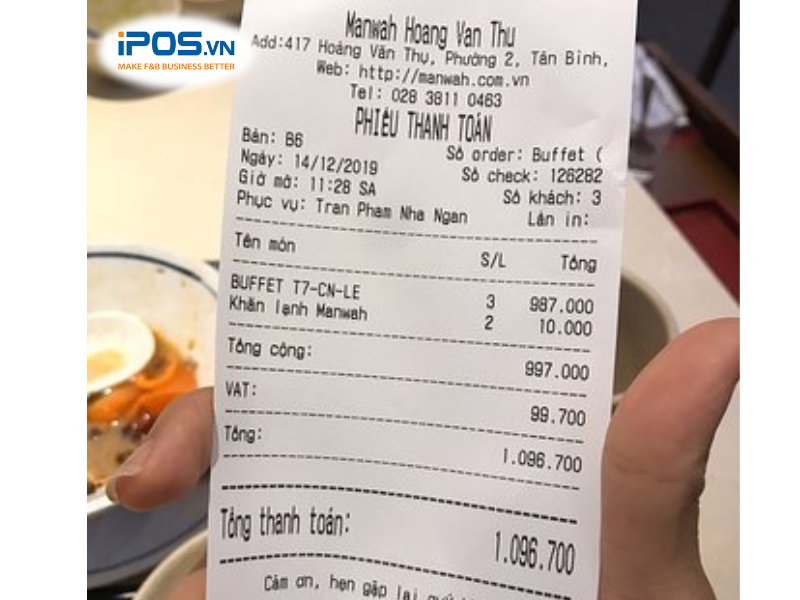 iPOS.VN
MAKE F&B BUSINESS BETTER
Manwah Hoang Van Thu
Add:417 Hoàng Văn Thụ, Phường 2, Tân Bình,
Web: http://manwah.com.vn
Tel: 028 3811 0463
PHIẾU THANH TOÁN
Bàn: B6 Số order: Buffet (
Ngày: 14/12/2019 Số check: 126282
Giờ mở: 11:28 SA Số khách: 3
Phục vụ: Tran Pham Nha Ngan Lần in:
Tên món S/L Tổng
BUFFET T7-CN-LE 3 987.000
Khăn lạnh Manwah 2 10.000
Tổng cộng: 997.000
VAT: 99.700
Tổng: 1.096.700
Tổng thanh toán: 1.096.700
Cảm ơn, hẹn gặp lại